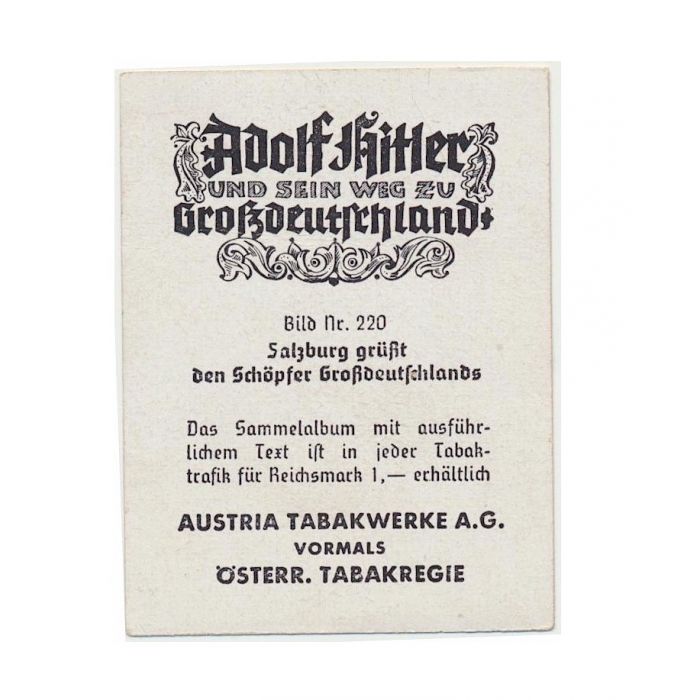 Adolf Hitler
UND SEIN WEG ZU
Großdeutschland
Bild Nr. 220
Salzburg grüßt
den Schöpfer Großdeutschlands
Das Sammelalbum mit ausführ-
lichem Text ist in jeder Tabak-
trafik für Reichsmark 1,— erhältlich
AUSTRIA TABAKWERKE A.G.
VORMALS
ÖSTERR. TABAKREGIE